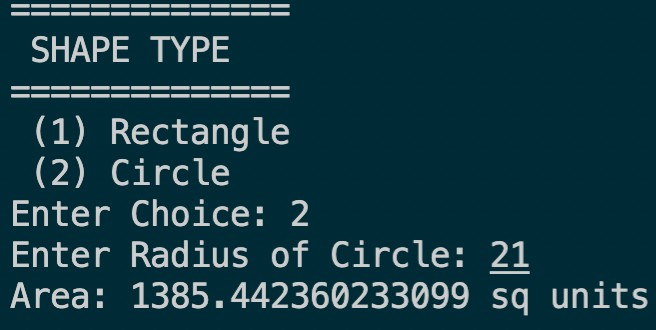 ==============
SHAPE TYPE
==============
(1) Rectangle
(2) Circle
Enter Choice: 2
Enter Radius of Circle: 21
Area: 1385.442360233099 sq units